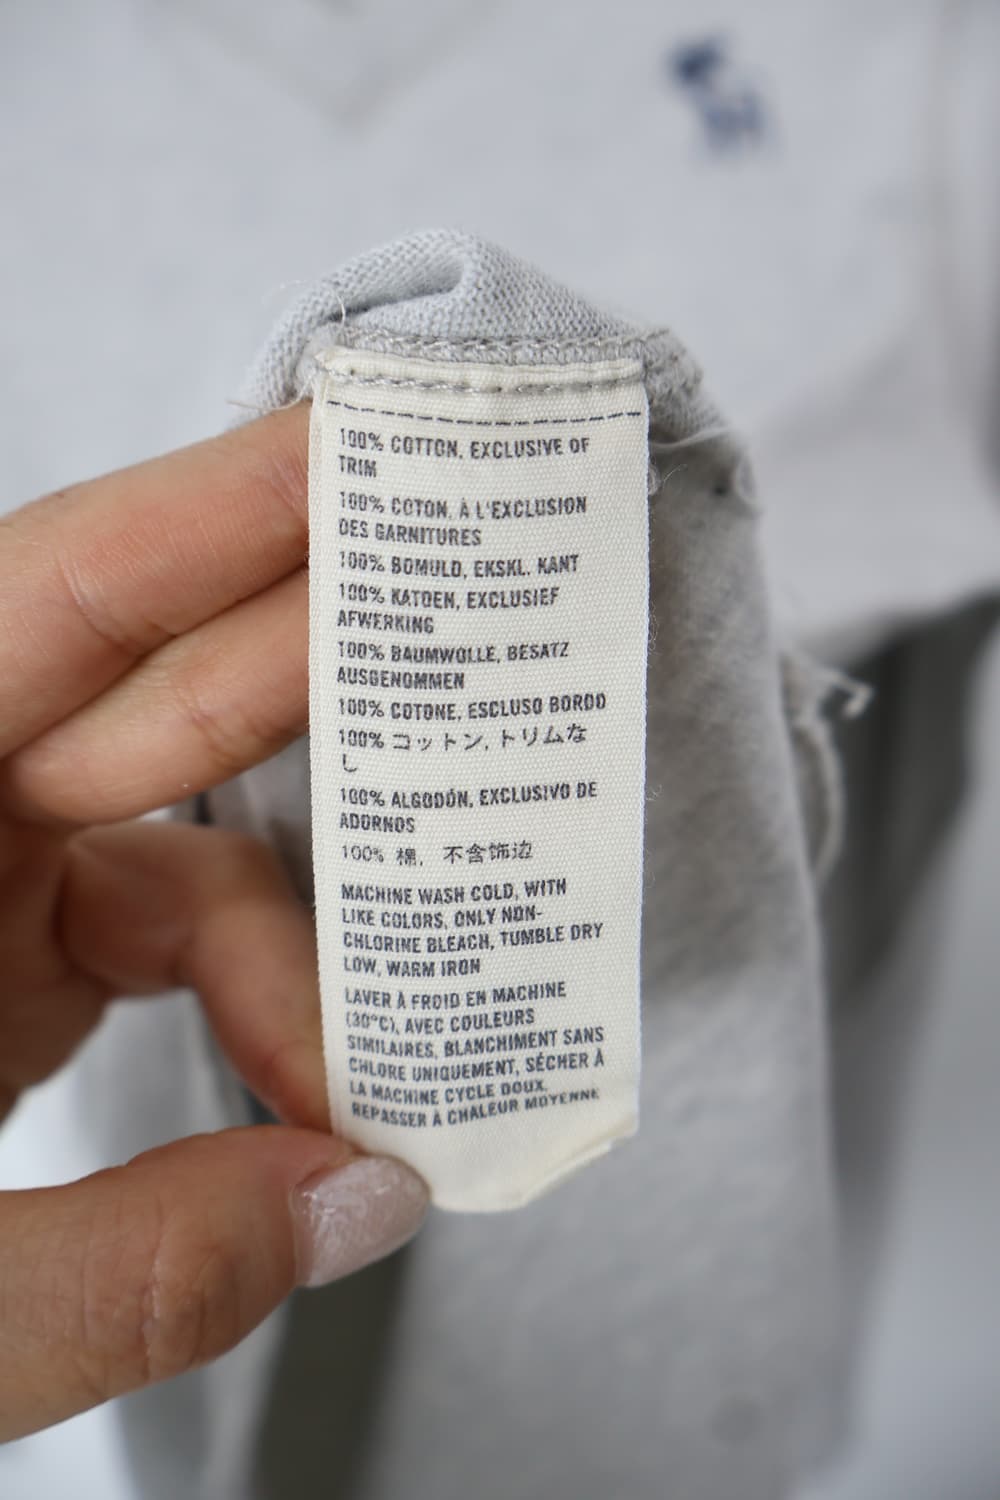 100% COTTON, EXCLUSIVE OF
TRIM
100% COTON, À L'EXCLUSION
DES GARNITURES
100% BOMULD, EKSKL. KANT
100% KATOEN, EXCLUSIEF
AFWERKING
100% BAUMWOLLE, BESATZ
AUSGENOMMEN
100% COTONE, ESCLUSO BORDO
100% コットン, トリムな
し
100% ALGODÓN, EXCLUSIVO DE
ADORNOS
100% 棉, 不含饰边
MACHINE WASH COLD, WITH
LIKE COLORS, ONLY NON-
CHLORINE BLEACH, TUMBLE DRY
LOW, WARM IRON
LAVER À FROID EN MACHINE
(30°C), AVEC COULEURS
SIMILAIRES, BLANCHIMENT SANS
CHLORE UNIQUEMENT, SÉCHER À
LA MACHINE CYCLE DOUX.
REPASSER À CHALEUR MOYENNE